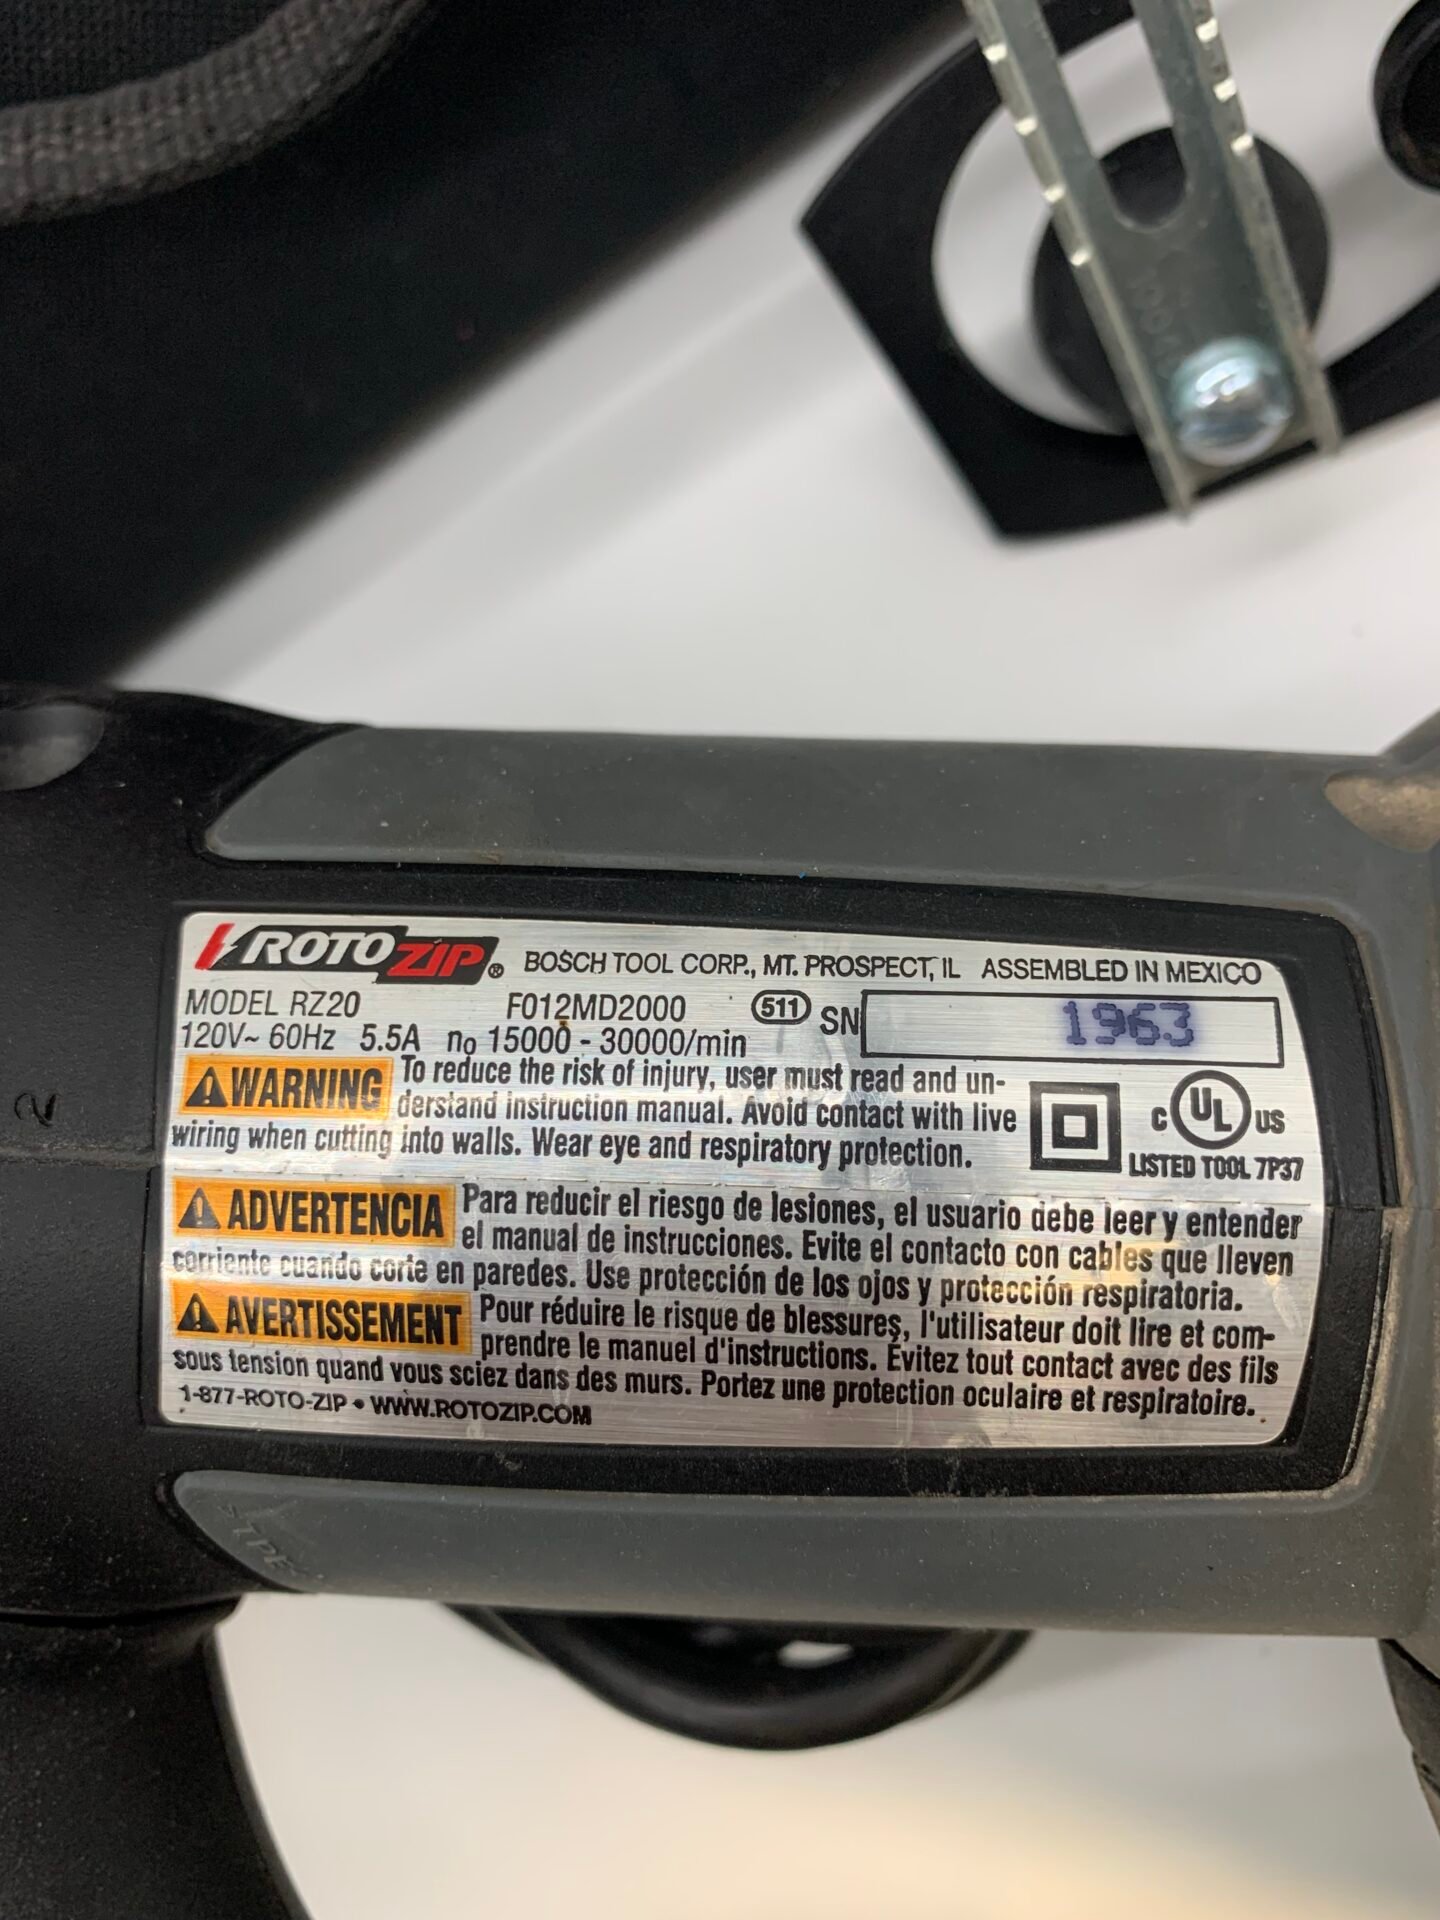 ROTOZIP® BOSCH TOOL CORP., MT. PROSPECT, IL ASSEMBLED IN MEXICO
MODEL RZ20 F012MD2000 511 SN 1963
120V~ 60Hz 5.5A no 15000 - 30000/min
WARNING To reduce the risk of injury, user must read and un-
derstand instruction manual. Avoid contact with live
wiring when cutting into walls. Wear eye and respiratory protection.
C UL US
LISTED TOOL 7P37
ADVERTENCIA Para reducir el riesgo de lesiones, el usuario debe leer y entender
el manual de instrucciones. Evite el contacto con cables que lleven
corriente cuando corte en paredes. Use protección de los ojos y protección respiratoria.
AVERTISSEMENT Pour réduire le risque de blessures, l'utilisateur doit lire et com-
prendre le manuel d'instructions. Évitez tout contact avec des fils
sous tension quand vous sciez dans des murs. Portez une protection oculaire et respiratoire.
1-877-ROTO-ZIP • WWW.ROTOZIP.COM
2